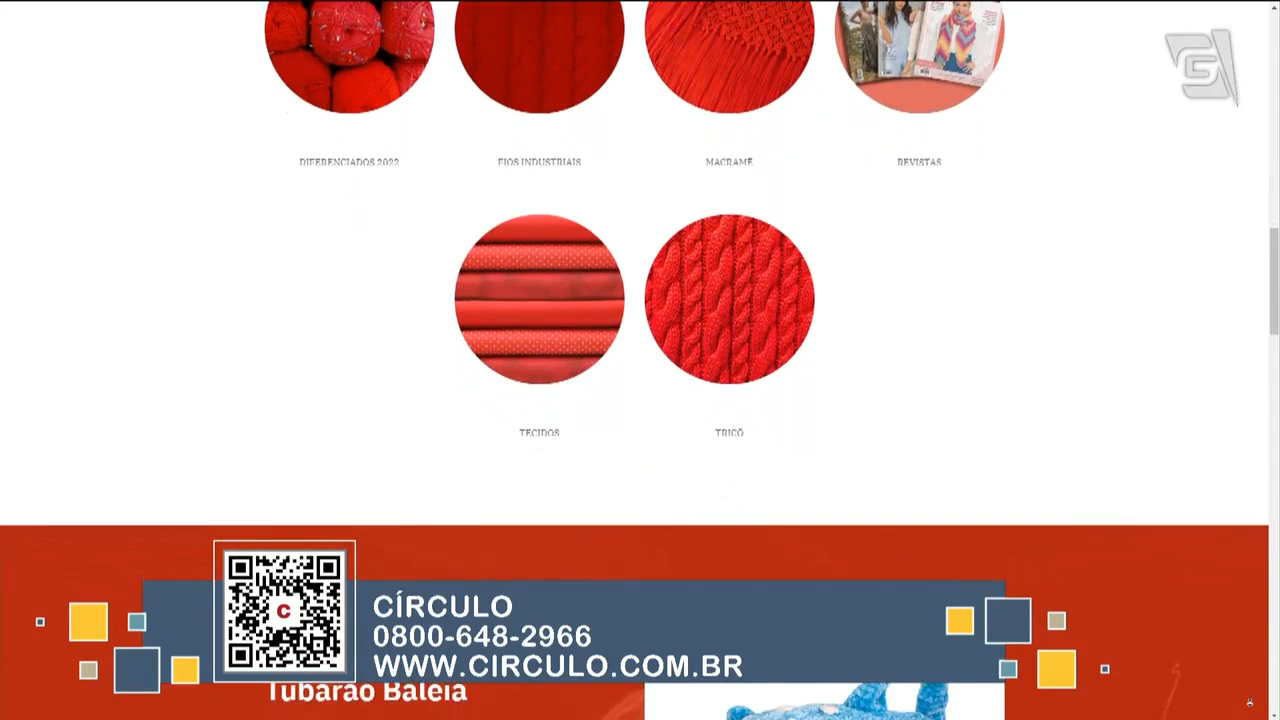 DIFERENCIADOS 2022
FIOS INDUSTRIAIS
MACRAMÊ
REVISTAS
TECIDOS
TRICÔ
C
CÍRCULO
0800-648-2966
WWW.CIRCULO.COM.BR
Tubarão Baleia